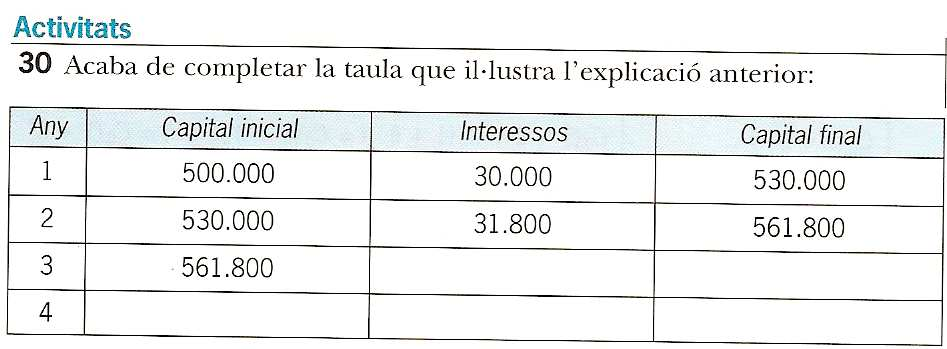 Activitats
30 Acaba de completar la taula que il·lustra l'explicació anterior:
Any Capital inicial Interessos Capital final
1 500.000 30.000 530.000
2 530.000 31.800 561.800
3 561.800
4